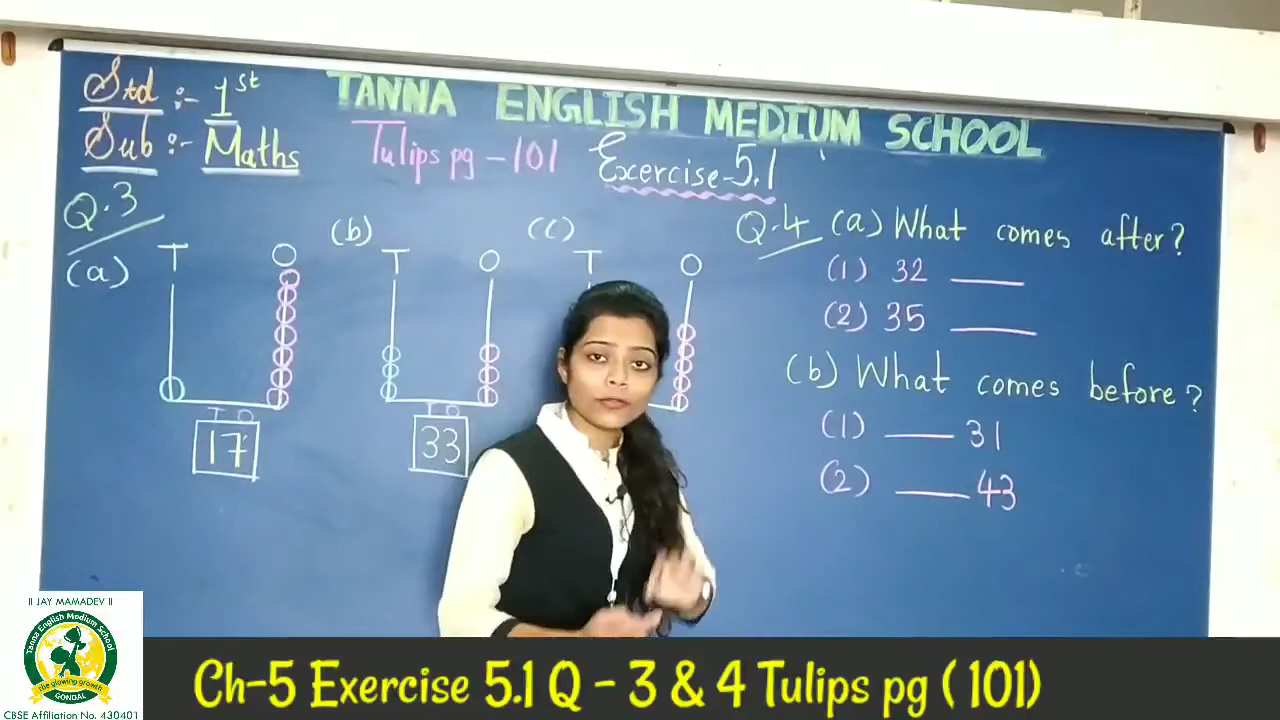 Std :- 1st
Sub :- Maths
TANNA ENGLISH MEDIUM SCHOOL
Tulips pg - 101
Exercise-5.1
Q.3
(a)
T O
T O
17
(b)
T O
T O
33
(c)
T O
Q.4 (a) What comes after?
(1) 32 ____
(2) 35 ____
(b) What comes before?
(1) ____ 31
(2) ____ 43
|| JAY MAMADEV ||
Tanna English Medium School
the glowing growth
GONDAL
CBSE Affiliation No. 430401
Ch-5 Exercise 5.1 Q - 3 & 4 Tulips pg ( 101)